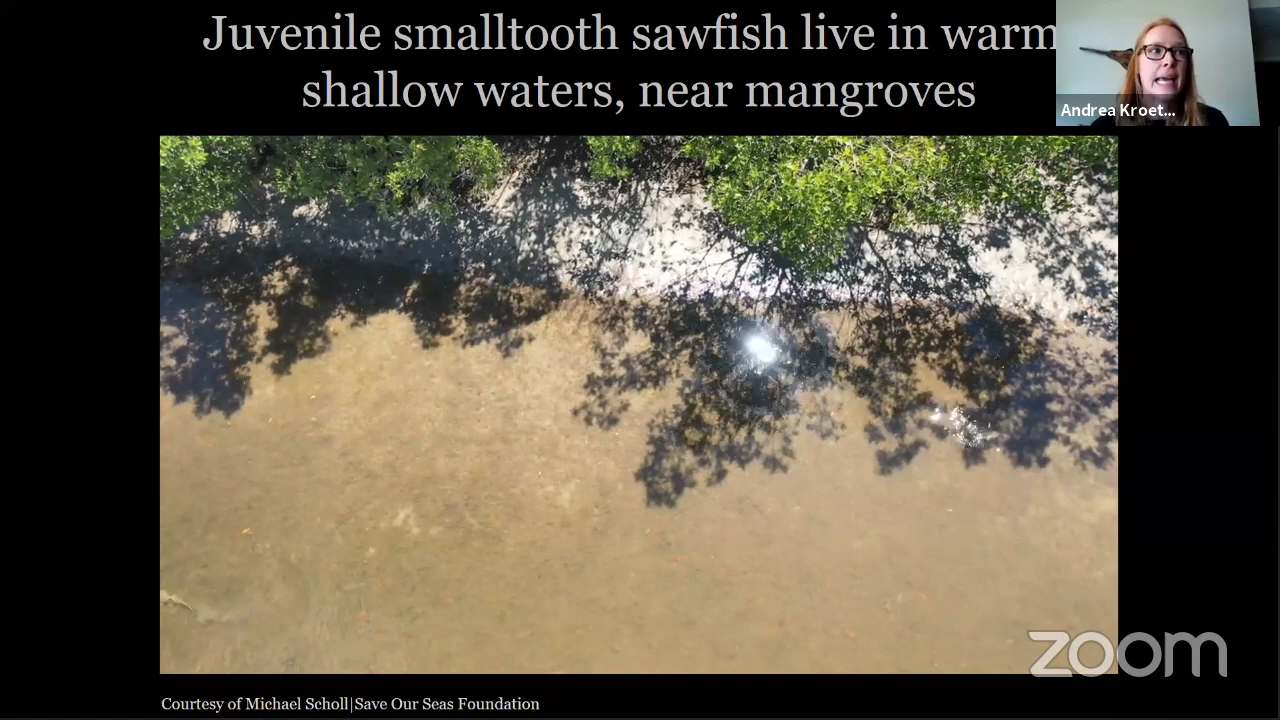 Juvenile smalltooth sawfish live in warm
shallow waters, near mangroves
Andrea Kroet...
zoom
Courtesy of Michael Scholl|Save Our Seas Foundation